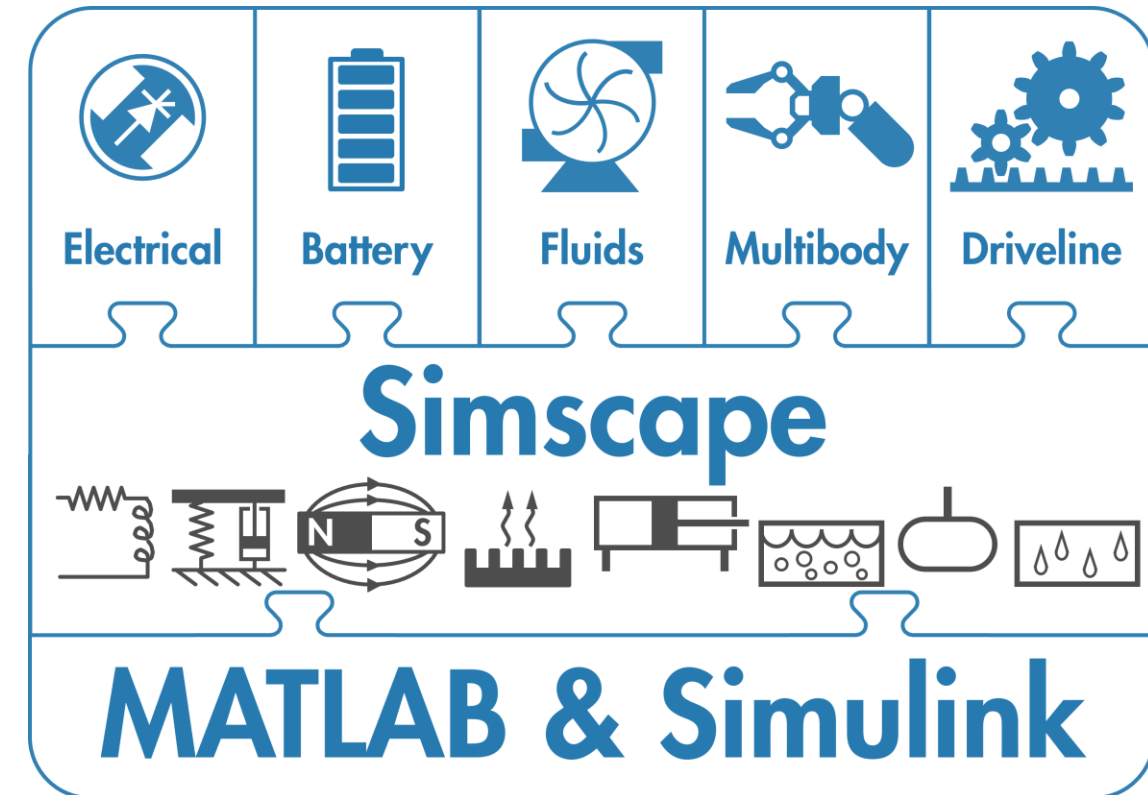 Electrical Battery Fluids Multibody Driveline
Simscape
N S
MATLAB & Simulink